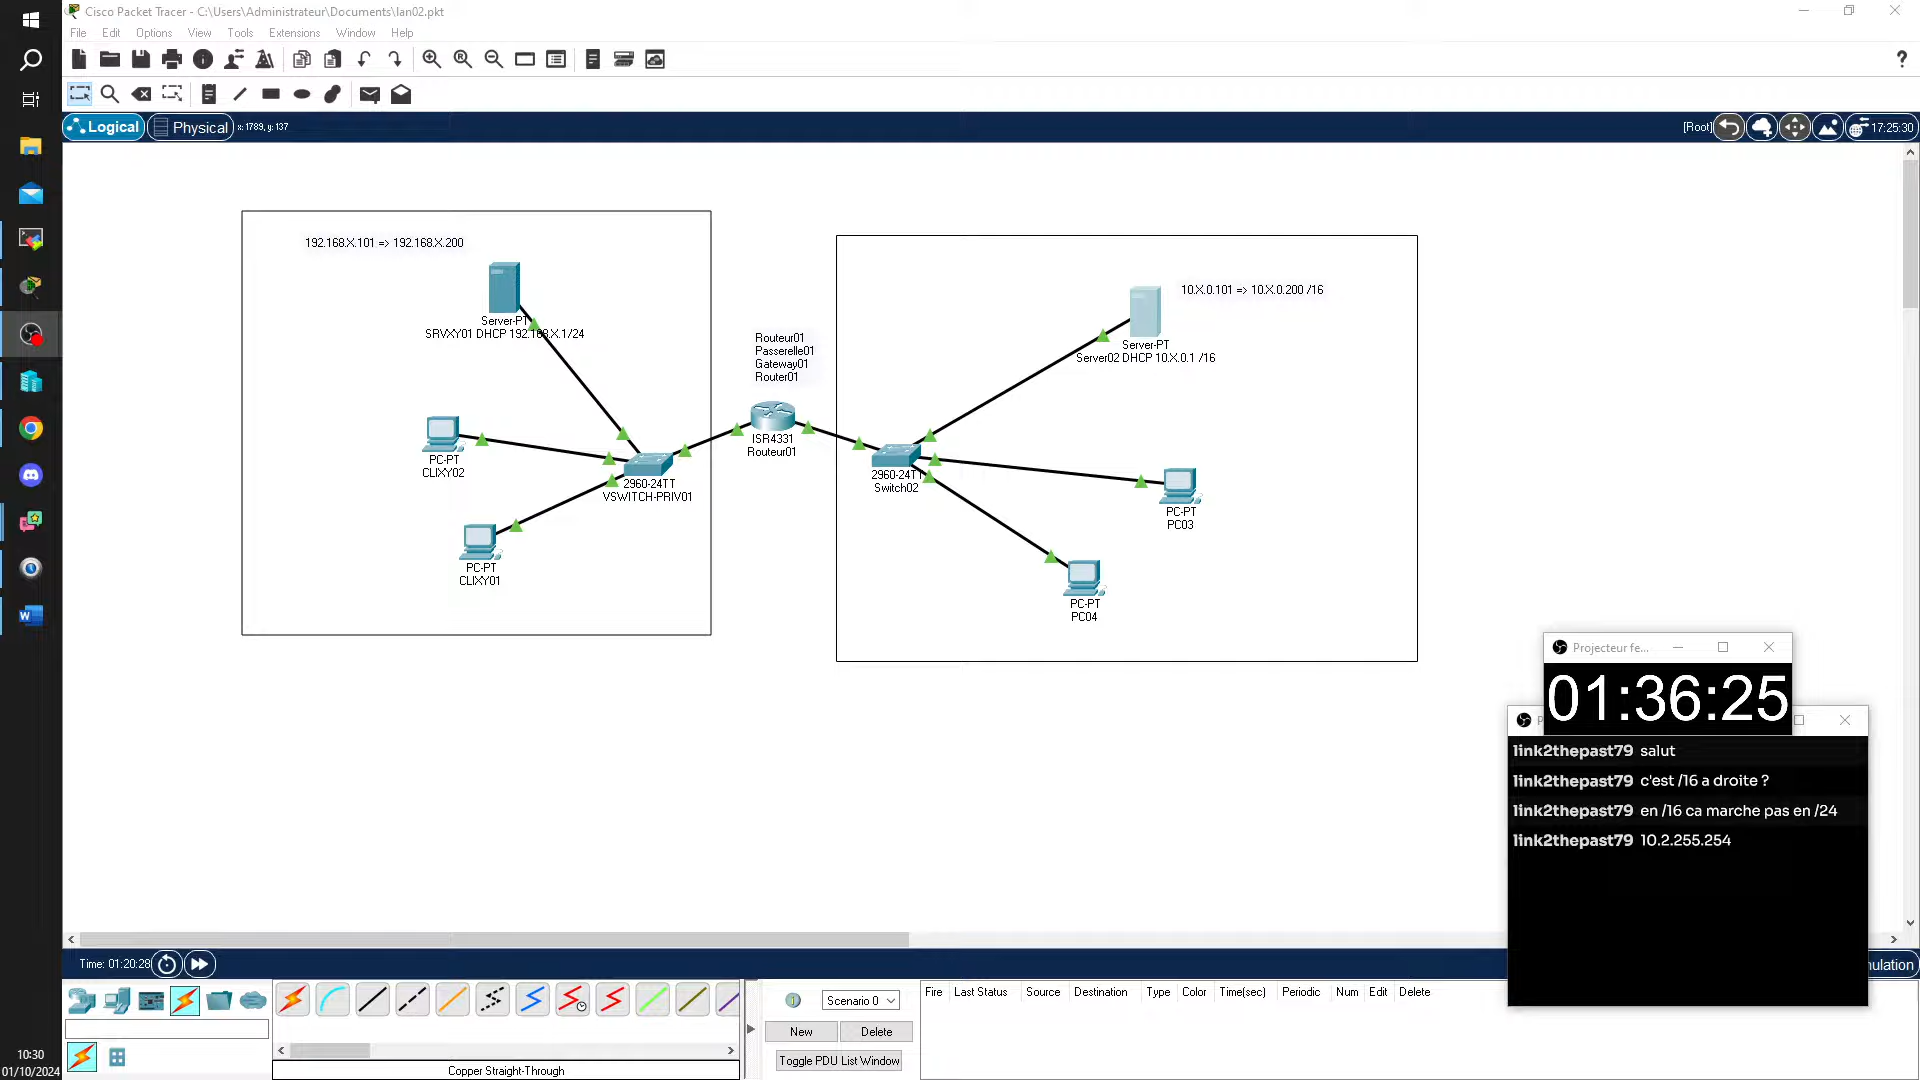 Cisco Packet Tracer - C:\Users\Administrateur\Documents\lan02.pkt
File Edit Options View Tools Extensions Window Help
Logical Physical x: 1789, y: 137
[Root] 17:25:30
192.168.X.101 => 192.168.X.200
Server-PT
SRVXY01 DHCP 192.168.X.1/24
10.X.0.101 => 10.X.0.200 /16
Server-PT
Server02 DHCP 10.X.0.1 /16
Routeur01
Passerelle01
Gateway01
Router01
ISR4331
Routeur01
PC-PT
CLIXY02
2960-24TT
VSWITCH-PRIV01
2960-24TT
Switch02
PC-PT
PC03
PC-PT
CLIXY01
PC-PT
PC04
Projecteur fe...
01:36:25
link2thepast79 salut
link2thepast79 c'est /16 a droite ?
link2thepast79 en /16 ca marche pas en /24
link2thepast79 10.2.255.254
Time: 01:20:28
Scenario 0
New Delete
Toggle PDU List Window
Fire Last Status Source Destination Type Color Time(sec) Periodic Num Edit Delete
Copper Straight-Through
10:30
01/10/2024